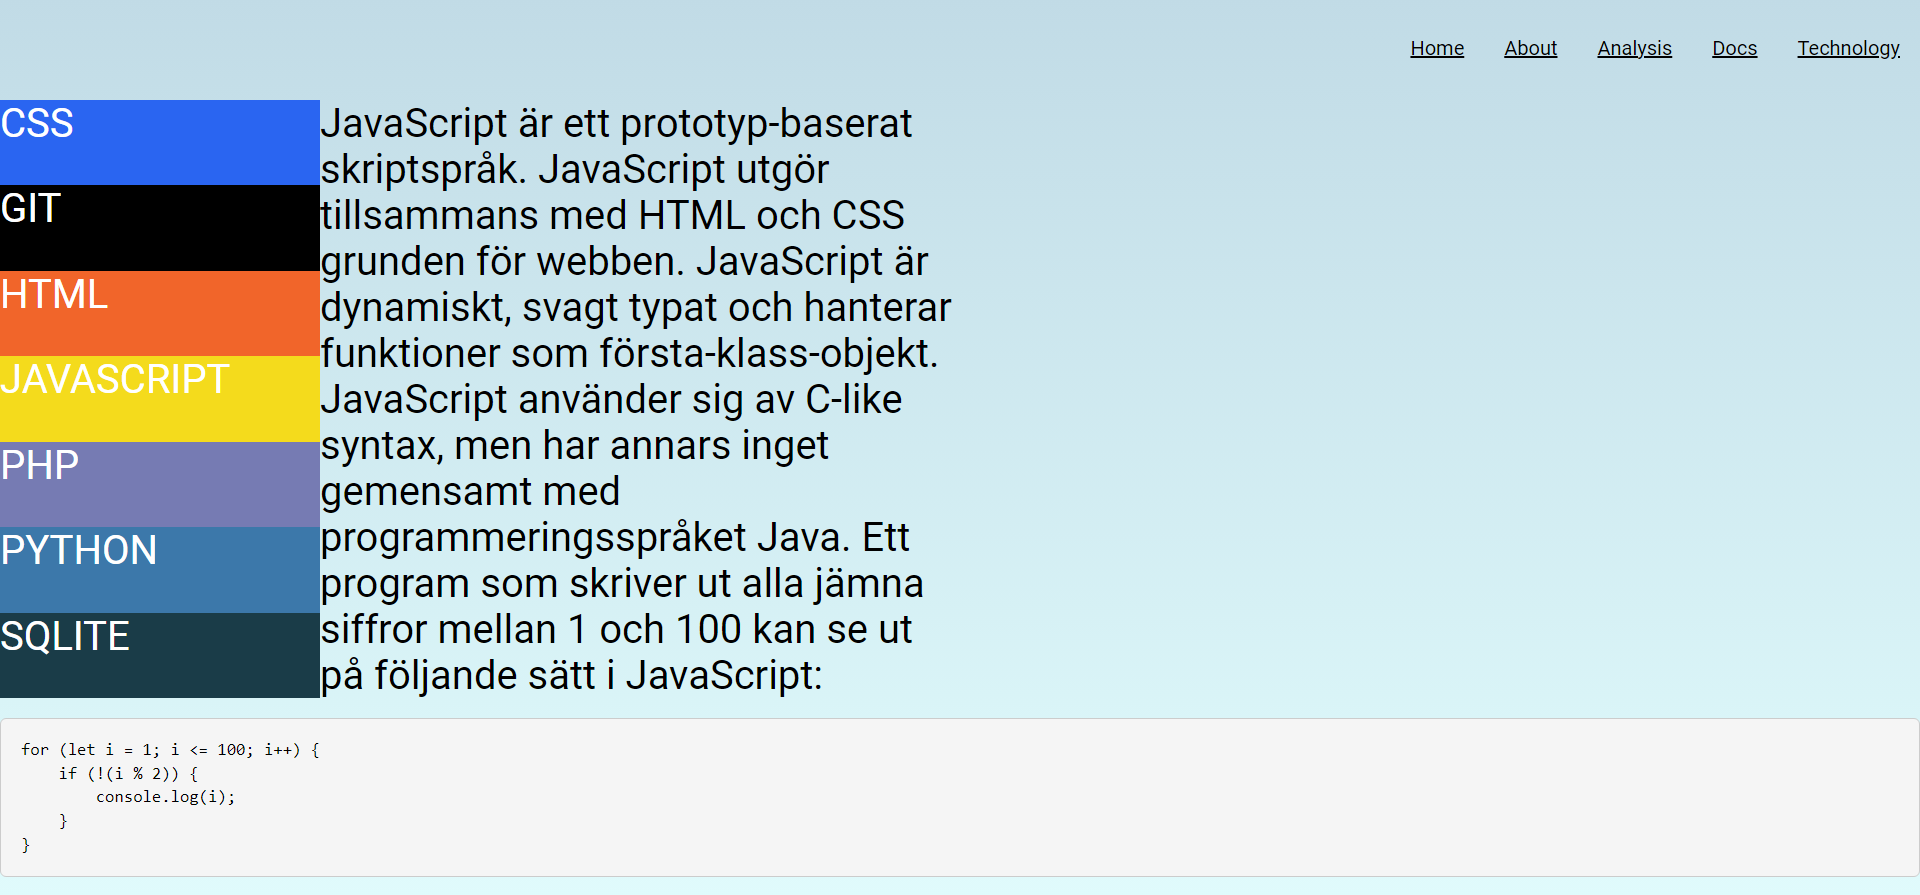 Home About Analysis Docs Technology
CSS
GIT
HTML
JAVASCRIPT
PHP
PYTHON
SQLITE
JavaScript är ett prototyp-baserat
skriptspråk. JavaScript utgör
tillsammans med HTML och CSS
grunden för webben. JavaScript är
dynamiskt, svagt typat och hanterar
funktioner som första-klass-objekt.
JavaScript använder sig av C-like
syntax, men har annars inget
gemensamt med
programmeringsspråket Java. Ett
program som skriver ut alla jämna
siffror mellan 1 och 100 kan se ut
på följande sätt i JavaScript:
for (let i = 1; i <= 100; i++) {
    if (!(i % 2)) {
        console.log(i);
    }
}